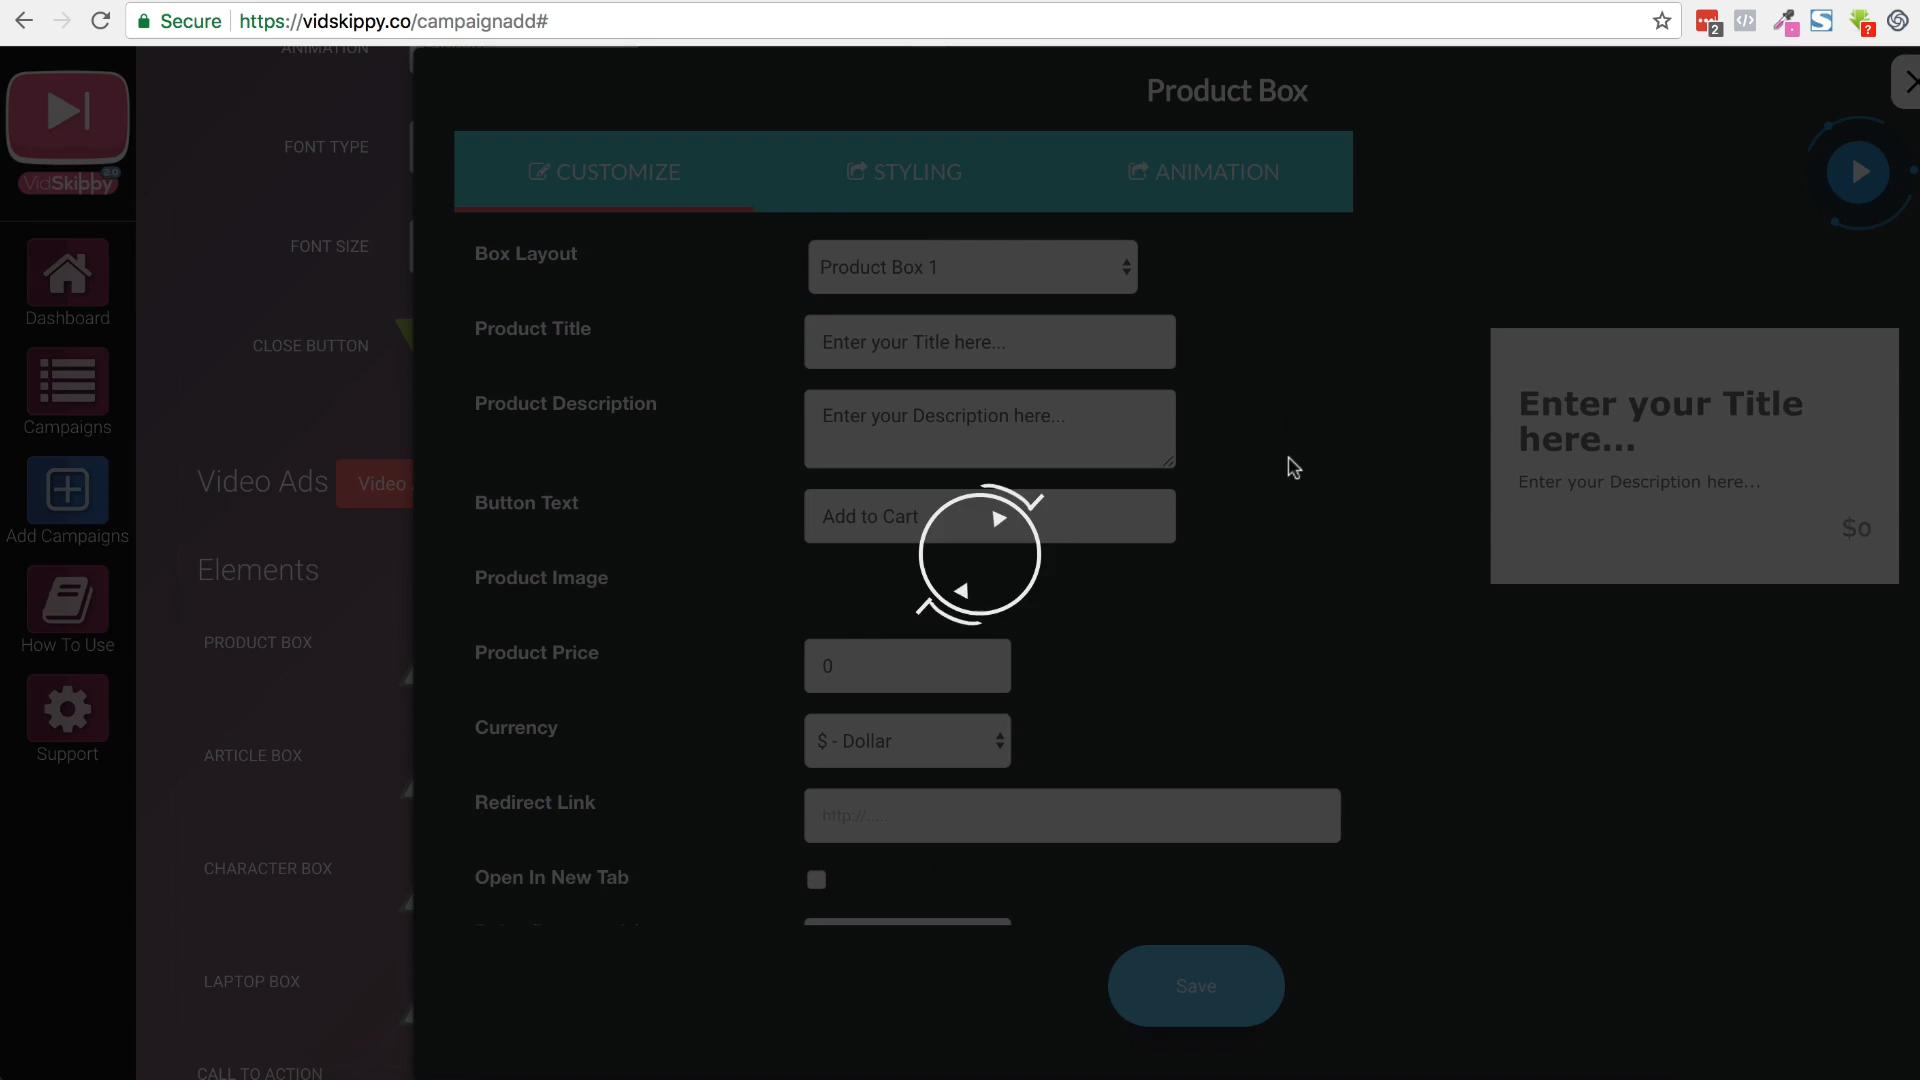 Secure https://vidskippy.co/campaignadd#
2
?
ANIMATION
FONT TYPE
FONT SIZE
CLOSE BUTTON
Video Ads Video
Elements
PRODUCT BOX
ARTICLE BOX
CHARACTER BOX
LAPTOP BOX
CALL TO ACTION
VidSkippy 2.0
Dashboard
Campaigns
Add Campaigns
How To Use
Support
Product Box
CUSTOMIZE STYLING ANIMATION
Box Layout Product Box 1
Product Title Enter your Title here...
Product Description Enter your Description here...
Button Text Add to Cart
Product Image
Product Price 0
Currency $ - Dollar
Redirect Link http://.....
Open In New Tab
Save
Enter your Title
here...
Enter your Description here...
$0